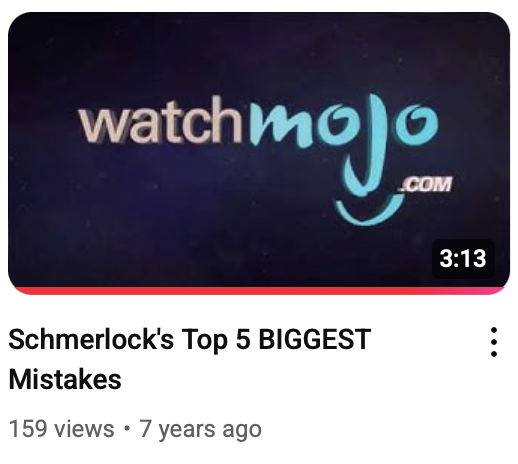 watchmojo
.COM
3:13
Schmerlock's Top 5 BIGGEST
Mistakes
159 views • 7 years ago